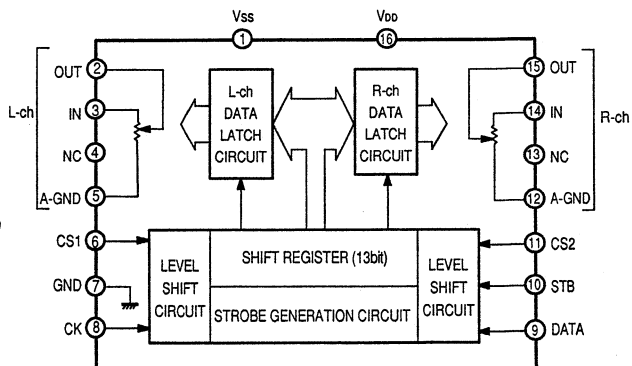 VSS VDD
1 16
L-ch
OUT 2
IN 3
NC 4
A-GND 5
CS1 6
GND 7
CK 8
L-ch
DATA
LATCH
CIRCUIT
R-ch
DATA
LATCH
CIRCUIT
15 OUT
14 IN
13 NC
12 A-GND
R-ch
11 CS2
10 STB
9 DATA
LEVEL
SHIFT
CIRCUIT
SHIFT REGISTER (13bit)
STROBE GENERATION CIRCUIT
LEVEL
SHIFT
CIRCUIT